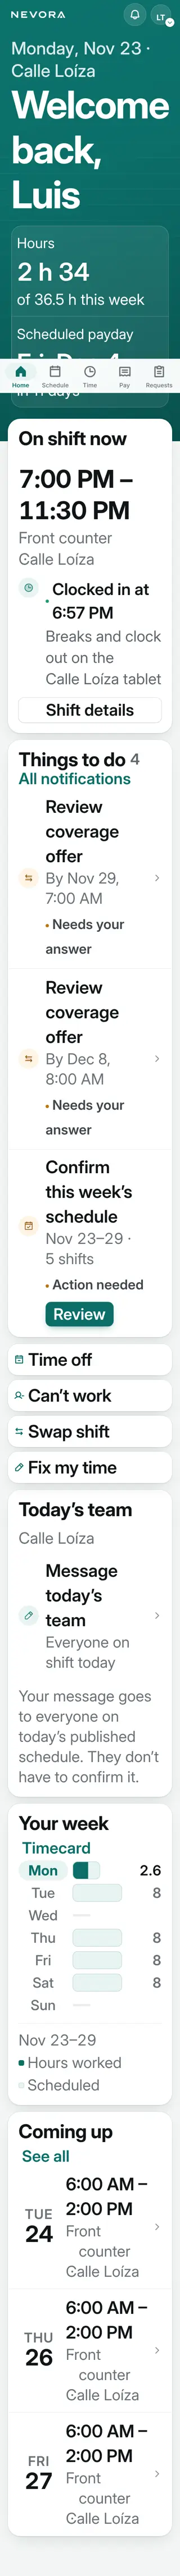 NEVORA
LT
Monday, Nov 23 ·
Calle Loíza
Welcome
back,
Luis
Hours
2 h 34
of 36.5 h this week
Scheduled payday
Home
Schedule
Time
Pay
Requests
On shift now
7:00 PM –
11:30 PM
Front counter
Calle Loíza
Clocked in at
6:57 PM
Breaks and clock
out on the
Calle Loíza tablet
Shift details
Things to do 4
All notifications
Review
coverage
offer
By Nov 29,
7:00 AM
Needs your
answer
Review
coverage
offer
By Dec 8,
8:00 AM
Needs your
answer
Confirm
this week's
schedule
Nov 23–29 ·
5 shifts
Action needed
Review
Time off
Can't work
Swap shift
Fix my time
Today's team
Calle Loíza
Message
today's
team
Everyone on
shift today
Your message goes
to everyone on
today's published
schedule. They don't
have to confirm it.
Your week
Timecard
Mon 2.6
Tue 8
Wed
Thu 8
Fri 8
Sat 8
Sun
Nov 23–29
Hours worked
Scheduled
Coming up
See all
TUE
24
6:00 AM –
2:00 PM
Front
counter
Calle Loíza
THU
26
6:00 AM –
2:00 PM
Front
counter
Calle Loíza
FRI
27
6:00 AM –
2:00 PM
Front
counter
Calle Loíza